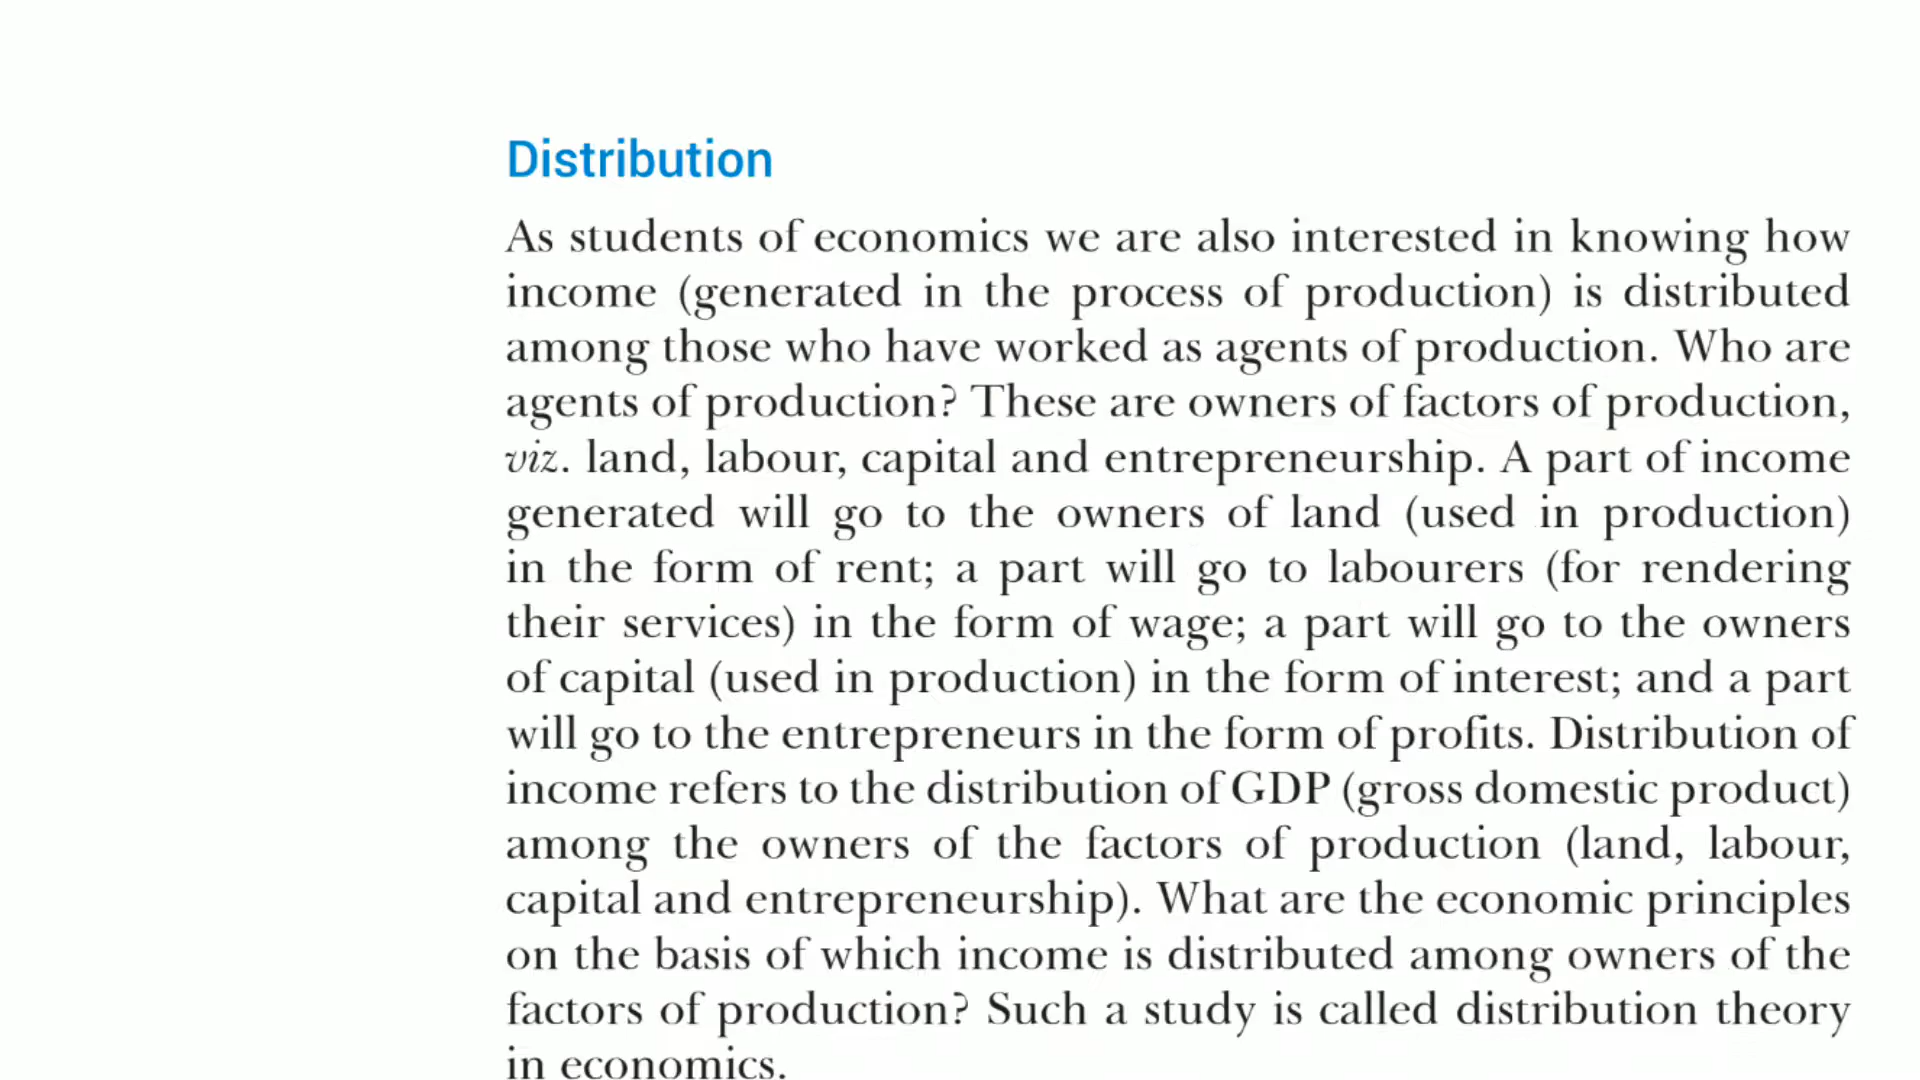 Distribution
As students of economics we are also interested in knowing how
income (generated in the process of production) is distributed
among those who have worked as agents of production. Who are
agents of production? These are owners of factors of production,
viz. land, labour, capital and entrepreneurship. A part of income
generated will go to the owners of land (used in production)
in the form of rent; a part will go to labourers (for rendering
their services) in the form of wage; a part will go to the owners
of capital (used in production) in the form of interest; and a part
will go to the entrepreneurs in the form of profits. Distribution of
income refers to the distribution of GDP (gross domestic product)
among the owners of the factors of production (land, labour,
capital and entrepreneurship). What are the economic principles
on the basis of which income is distributed among owners of the
factors of production? Such a study is called distribution theory
in economics.